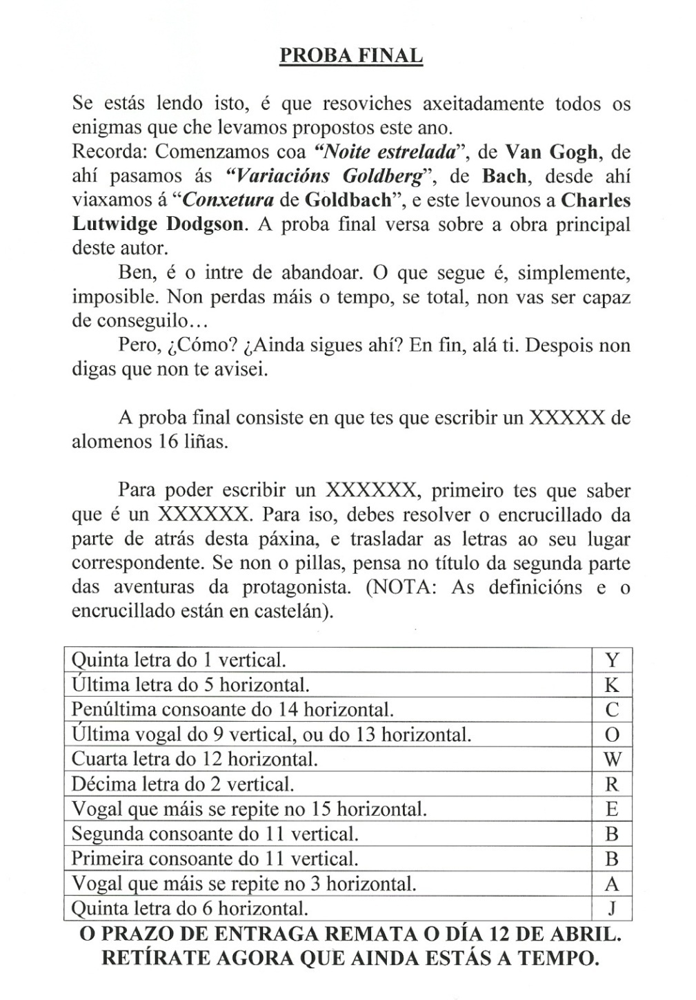 PROBA FINAL
Se estás lendo isto, é que resoviches axeitadamente todos os
enigmas que che levamos propostos este ano.
Recorda: Comenzamos coa “Noite estrelada”, de Van Gogh, de
ahí pasamos ás “Variacións Goldberg”, de Bach, desde ahí
viaxamos á “Conxetura de Goldbach”, e este levounos a Charles
Lutwidge Dodgson. A proba final versa sobre a obra principal
deste autor.
Ben, é o intre de abandoar. O que segue é, simplemente,
imposible. Non perdas máis o tempo, se total, non vas ser capaz
de conseguilo…
Pero, ¿Cómo? ¿Ainda sigues ahí? En fin, alá ti. Despois non
digas que non te avisei.
A proba final consiste en que tes que escribir un XXXXX de
alomenos 16 liñas.
Para poder escribir un XXXXXX, primeiro tes que saber
que é un XXXXXX. Para iso, debes resolver o encrucillado da
parte de atrás desta páxina, e trasladar as letras ao seu lugar
correspondente. Se non o pillas, pensa no título da segunda parte
das aventuras da protagonista. (NOTA: As definicións e o
encrucillado están en castelán).
Quinta letra do 1 vertical. Y
Última letra do 5 horizontal. K
Penúltima consoante do 14 horizontal. C
Última vogal do 9 vertical, ou do 13 horizontal. O
Cuarta letra do 12 horizontal. W
Décima letra do 2 vertical. R
Vogal que máis se repite no 15 horizontal. E
Segunda consoante do 11 vertical. B
Primeira consoante do 11 vertical. B
Vogal que máis se repite no 3 horizontal. A
Quinta letra do 6 horizontal. J
O PRAZO DE ENTRAGA REMATA O DÍA 12 DE ABRIL.
RETÍRATE AGORA QUE AINDA ESTÁS A TEMPO.